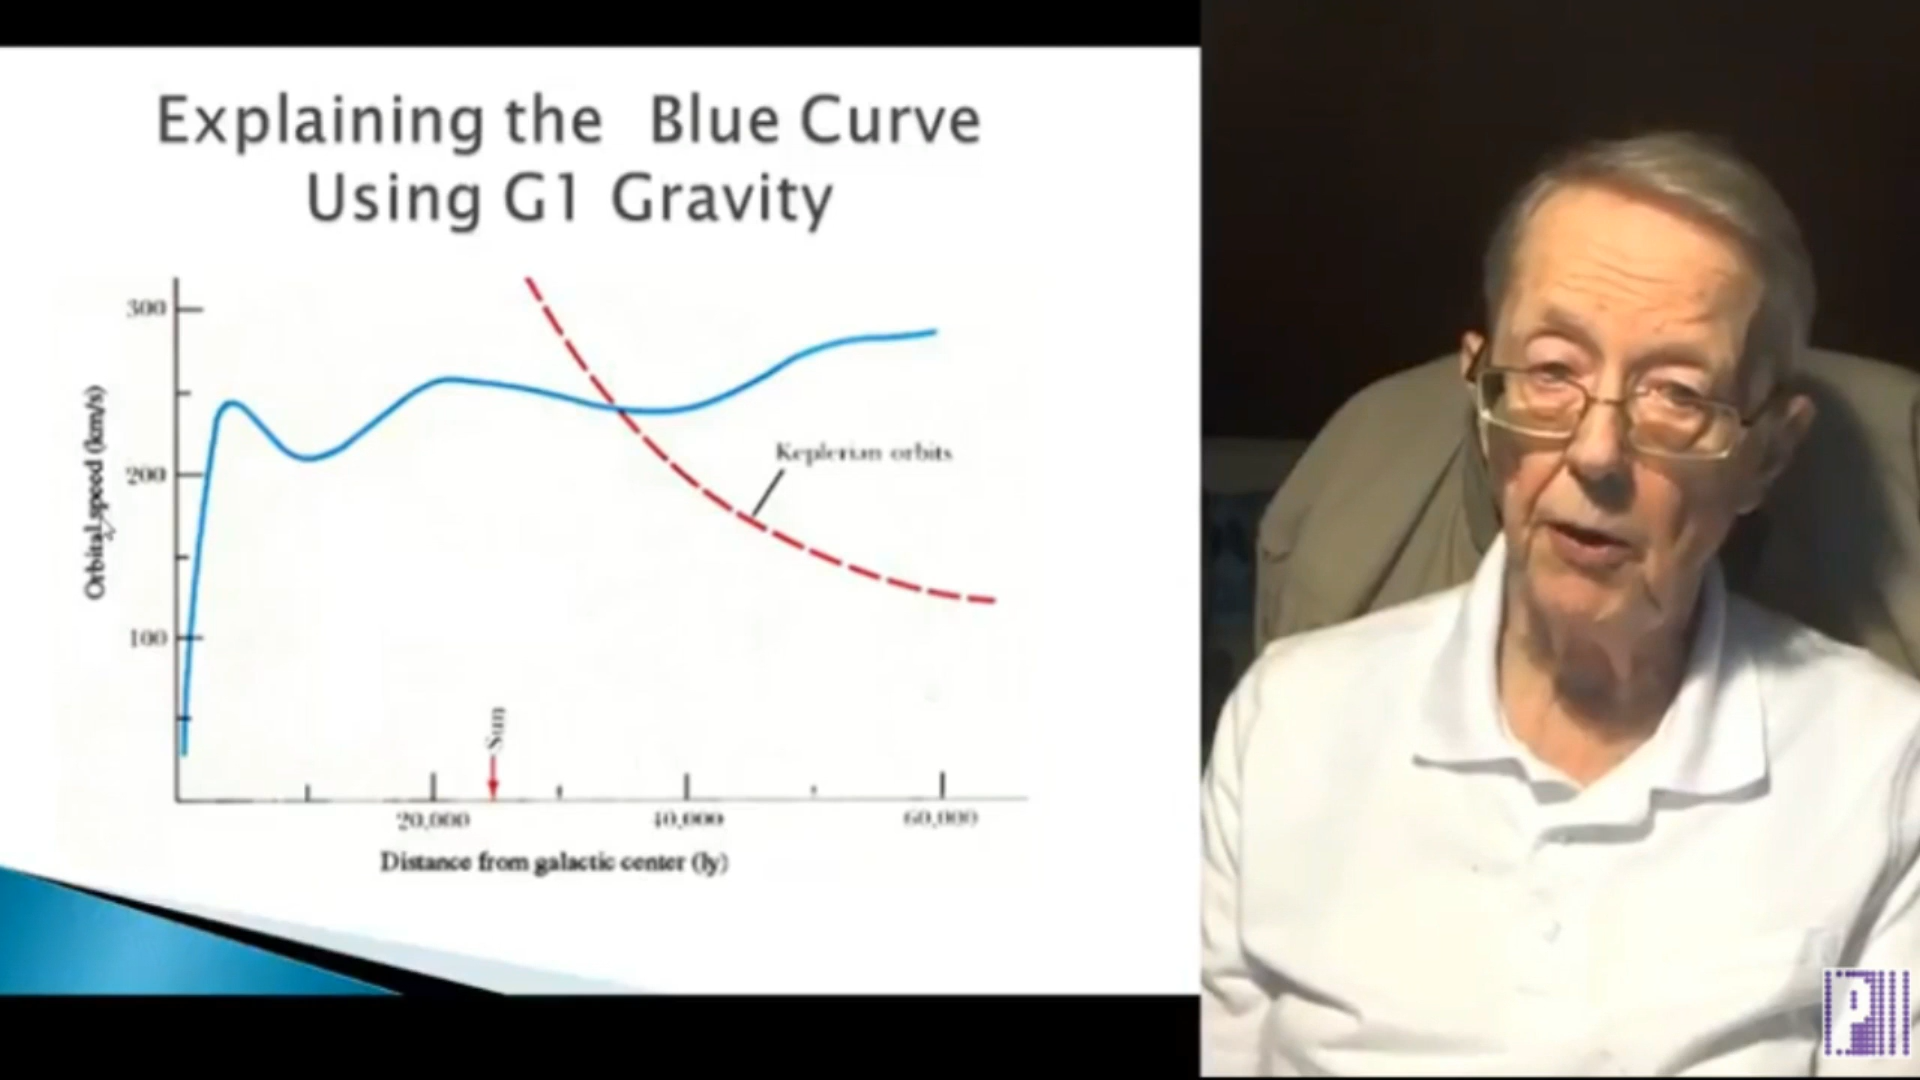 Explaining the Blue Curve
Using G1 Gravity
300
200
100
Orbital speed (km/s)
Keplerian orbits
Sun
20,000
40,000
60,000
Distance from galactic center (ly)
P